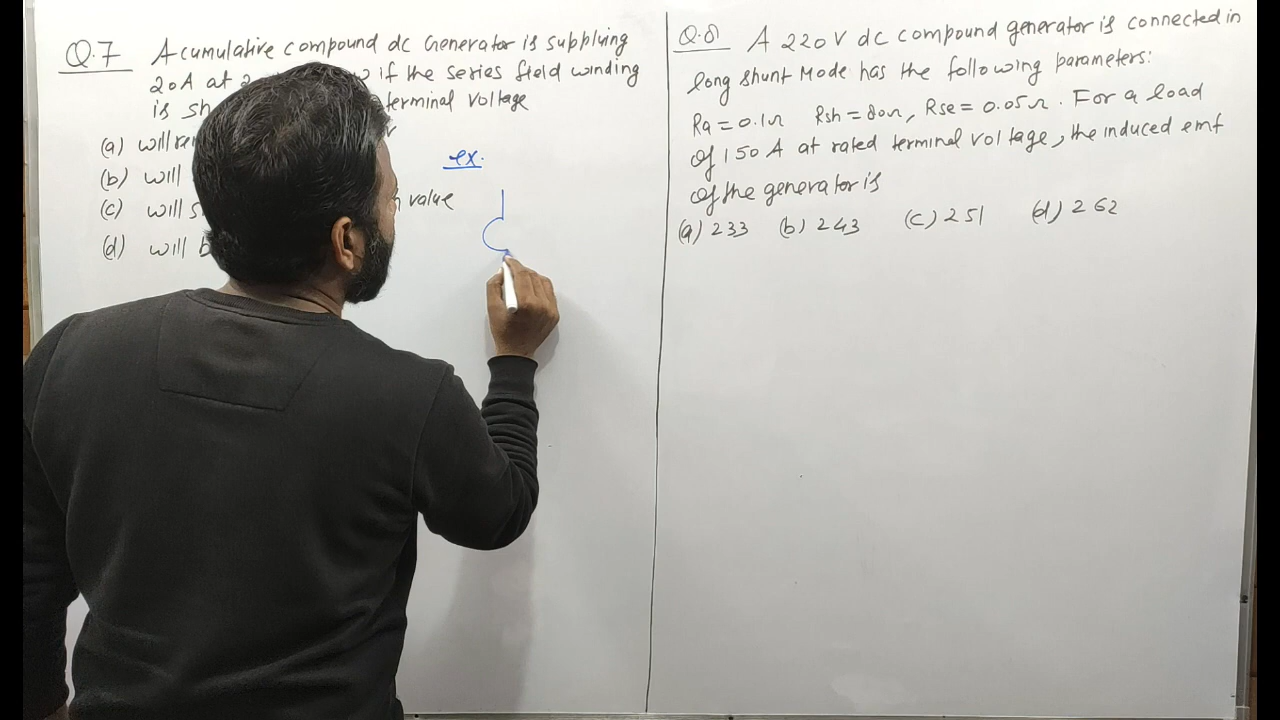 Q.7 A cumulative compound dc Generator is supplying
20A at 2 if the series field winding
is sh terminal voltage
(a) will
(b) will
(c) will value
(d) will b
ex.
Q.8 A 220V dc compound generator is connected in
long shunt Mode has the following parameters:
Ra = 0.1Ω Rsh = 80Ω, Rse = 0.05Ω. For a load
of 150A at rated terminal voltage, the induced emf
of the generator is
(a) 233 (b) 243 (c) 251 (d) 262